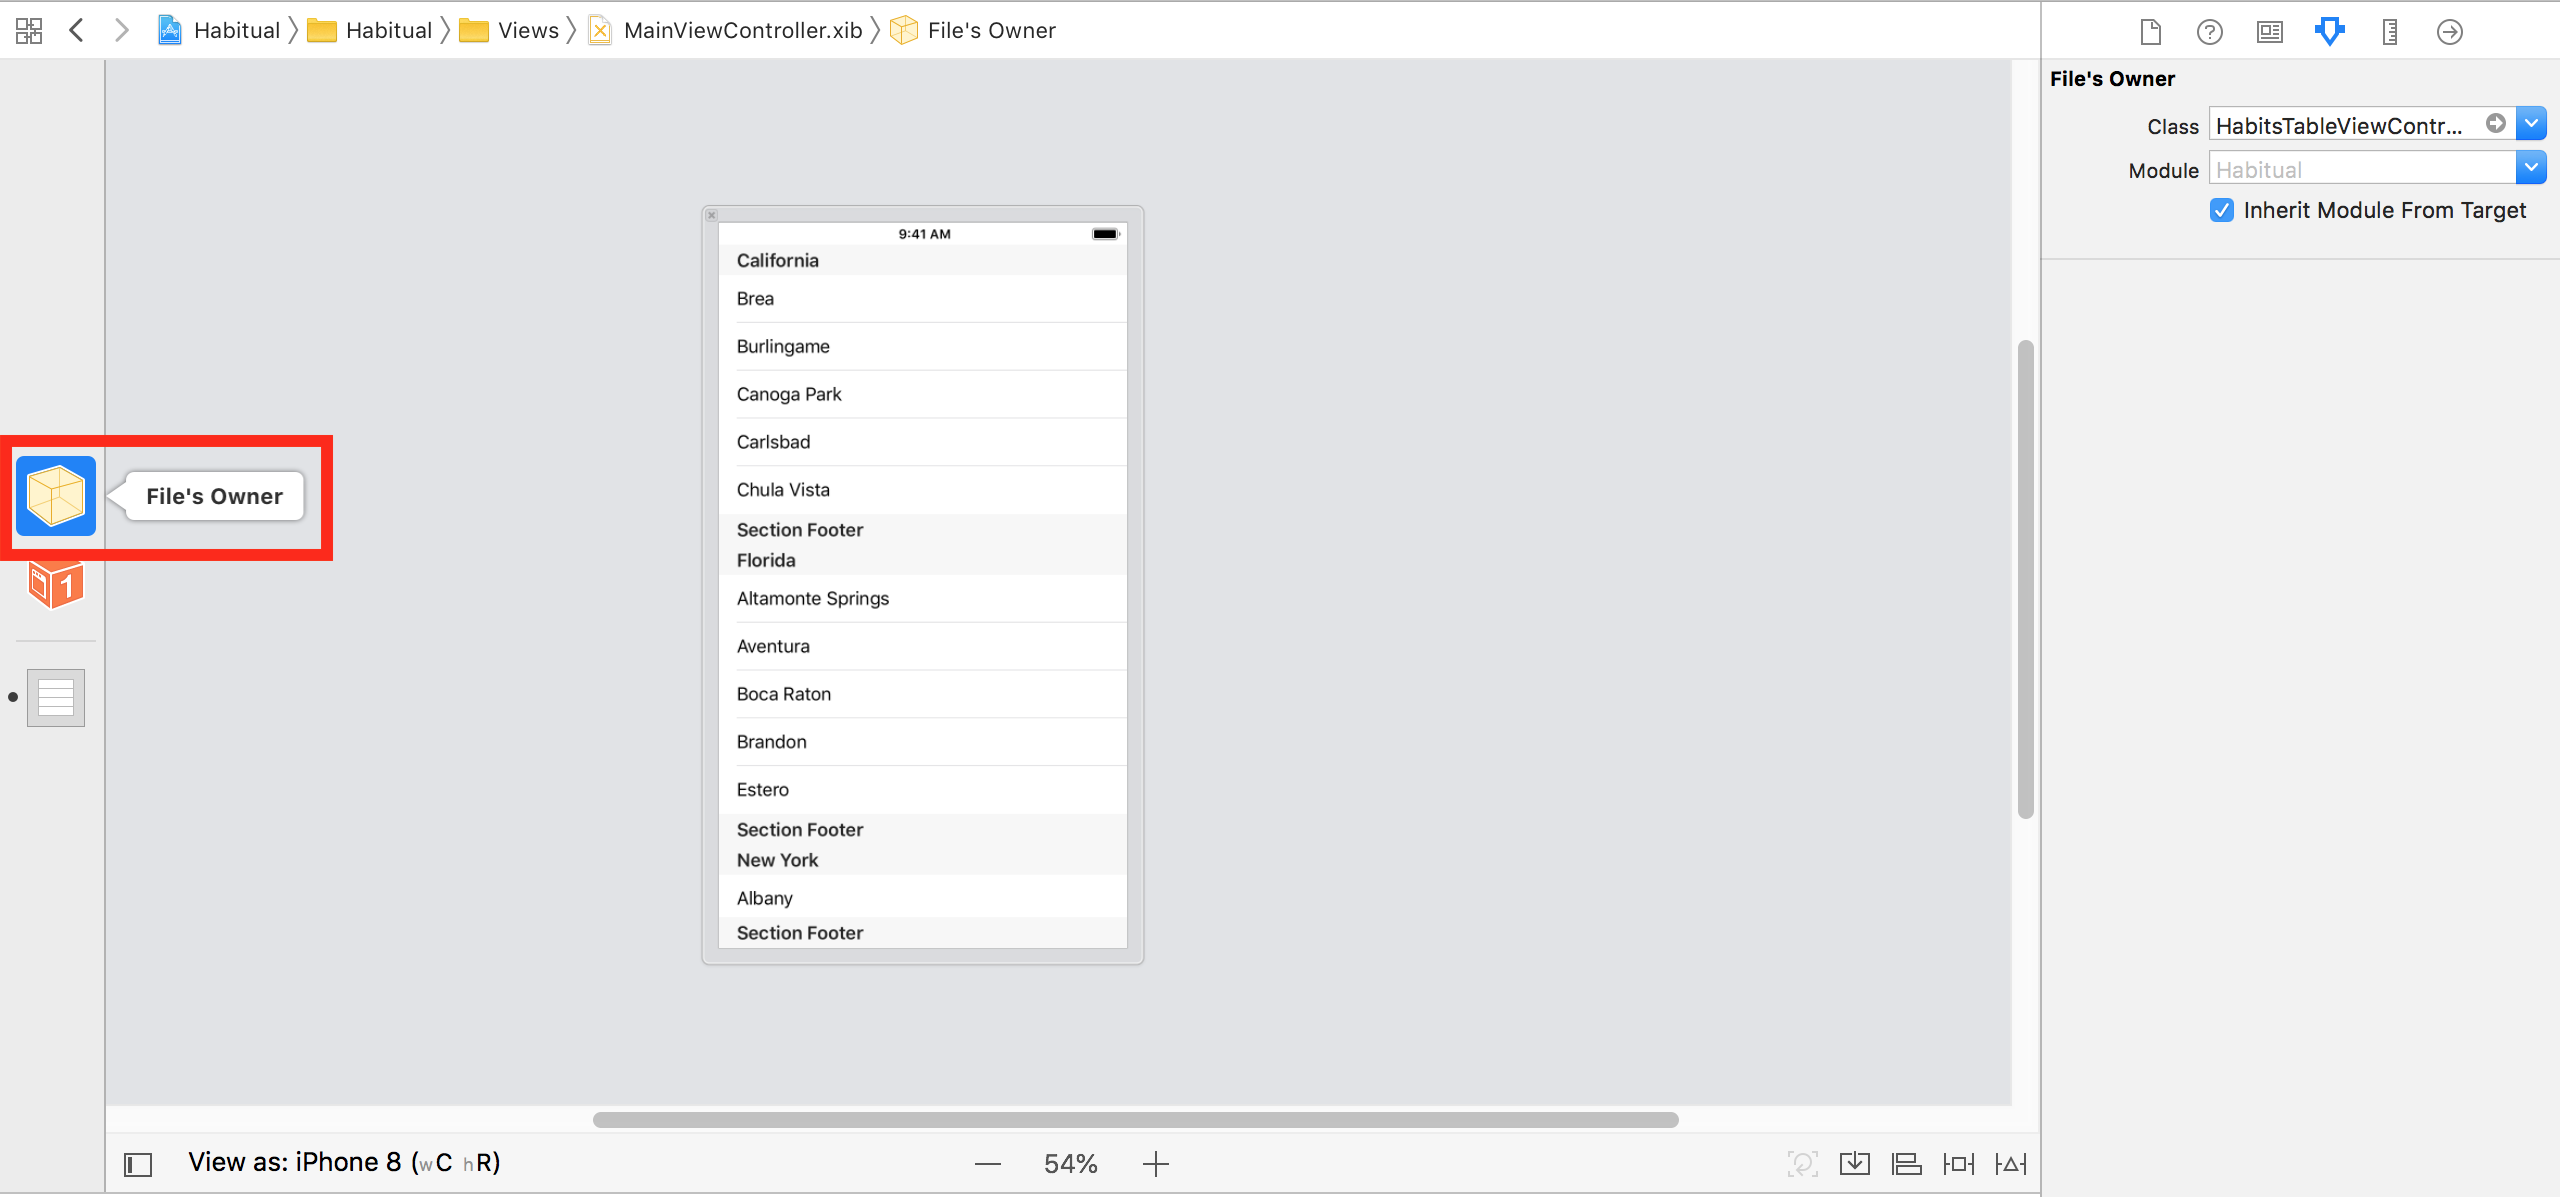 Habitual Habitual Views MainViewController.xib File's Owner
File's Owner
Class HabitsTableViewContr...
Module Habitual
Inherit Module From Target
9:41 AM
California
Brea
Burlingame
Canoga Park
Carlsbad
Chula Vista
Section Footer
Florida
Altamonte Springs
Aventura
Boca Raton
Brandon
Estero
Section Footer
New York
Albany
Section Footer
File's Owner
1
View as: iPhone 8 (wC hR)
54%